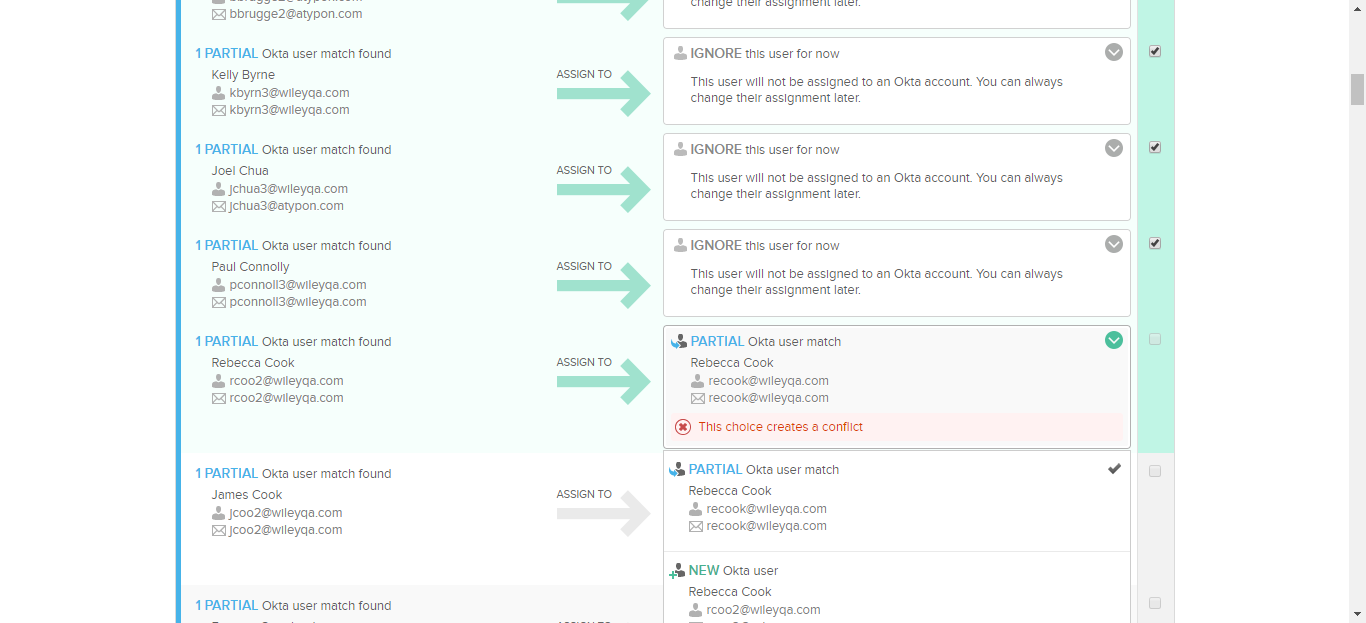 bbrugge2@atypon.com
change their assignment later.
1 PARTIAL Okta user match found
Kelly Byrne
kbyrn3@wileyqa.com
kbyrn3@wileyqa.com
ASSIGN TO
IGNORE this user for now
This user will not be assigned to an Okta account. You can always
change their assignment later.
1 PARTIAL Okta user match found
Joel Chua
jchua3@wileyqa.com
jchua3@atypon.com
ASSIGN TO
IGNORE this user for now
This user will not be assigned to an Okta account. You can always
change their assignment later.
1 PARTIAL Okta user match found
Paul Connolly
pconnoll3@wileyqa.com
pconnoll3@wileyqa.com
ASSIGN TO
IGNORE this user for now
This user will not be assigned to an Okta account. You can always
change their assignment later.
1 PARTIAL Okta user match found
Rebecca Cook
rcoo2@wileyqa.com
rcoo2@wileyqa.com
ASSIGN TO
PARTIAL Okta user match
Rebecca Cook
recook@wileyqa.com
recook@wileyqa.com
This choice creates a conflict
1 PARTIAL Okta user match found
James Cook
jcoo2@wileyqa.com
jcoo2@wileyqa.com
ASSIGN TO
PARTIAL Okta user match
Rebecca Cook
recook@wileyqa.com
recook@wileyqa.com
NEW Okta user
Rebecca Cook
rcoo2@wileyqa.com
1 PARTIAL Okta user match found